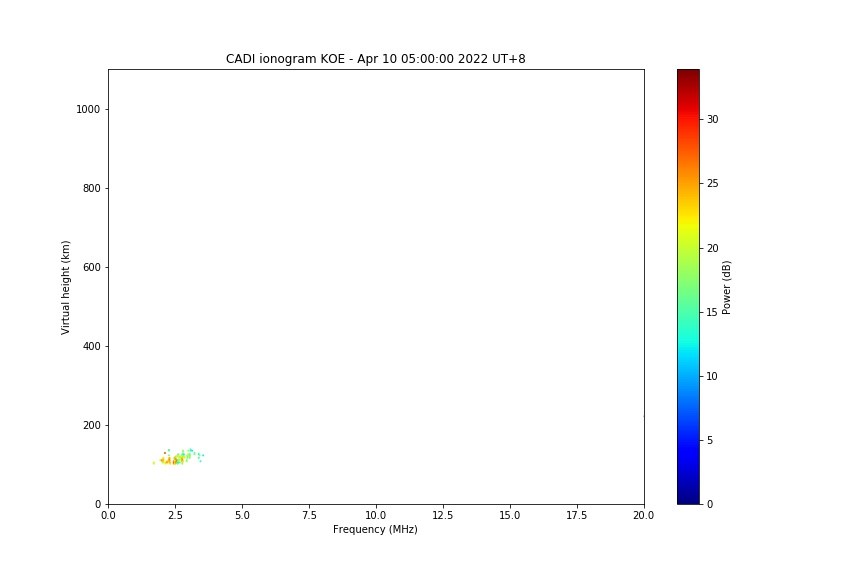 CADI ionogram KOE - Apr 10 05:00:00 2022 UT+8
1000
800
600
400
200
0
Virtual height (km)
0.0 2.5 5.0 7.5 10.0 12.5 15.0 17.5 20.0
Frequency (MHz)
30
25
20
15
10
5
0
Power (dB)